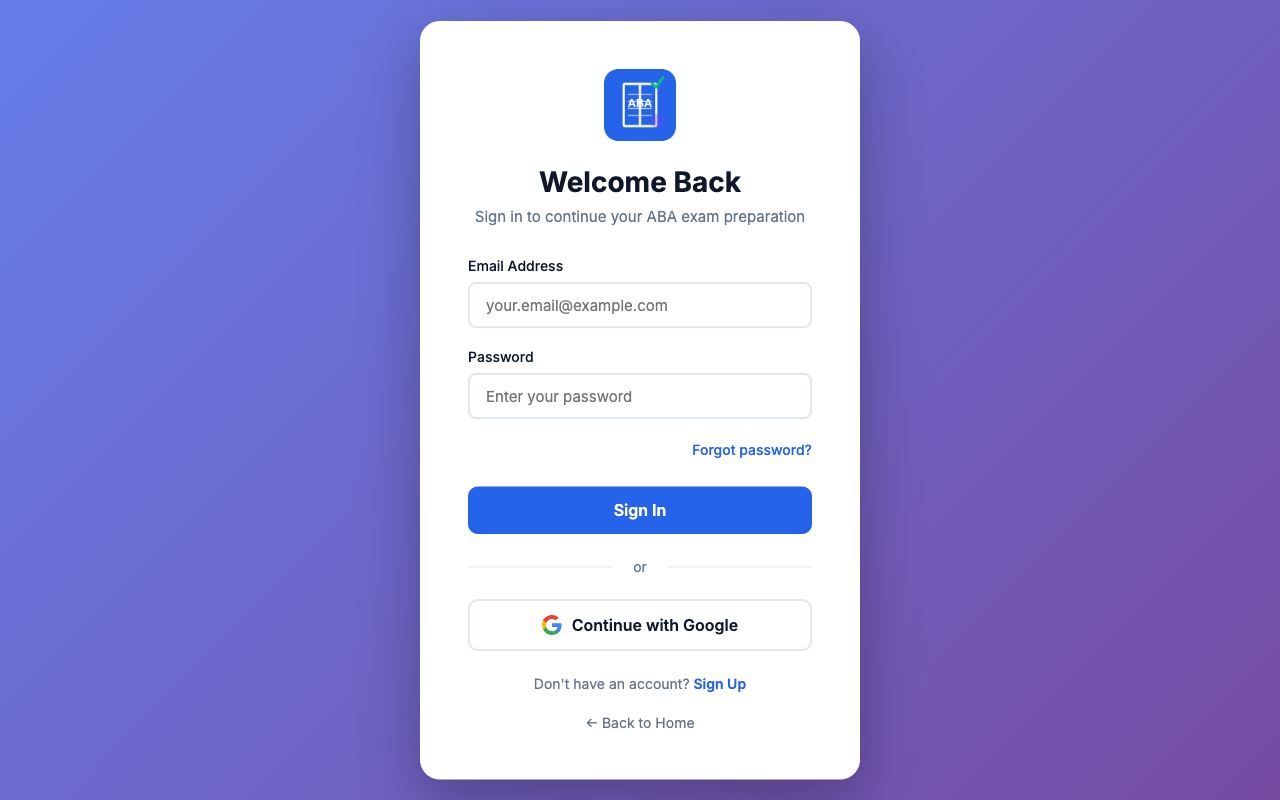 ABA
Welcome Back
Sign in to continue your ABA exam preparation
Email Address
your.email@example.com
Password
Enter your password
Forgot password?
Sign In
or
Continue with Google
Don't have an account? Sign Up
← Back to Home